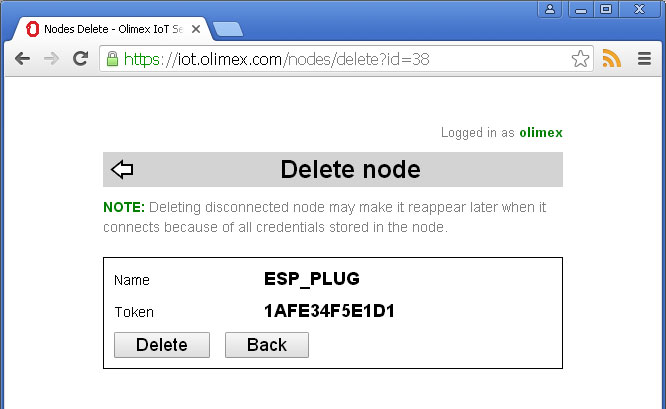 Nodes Delete - Olimex IoT Se
https://iot.olimex.com/nodes/delete?id=38
Logged in as olimex
Delete node
NOTE: Deleting disconnected node may make it reappear later when it
connects because of all credentials stored in the node.
Name ESP_PLUG
Token 1AFE34F5E1D1
Delete Back